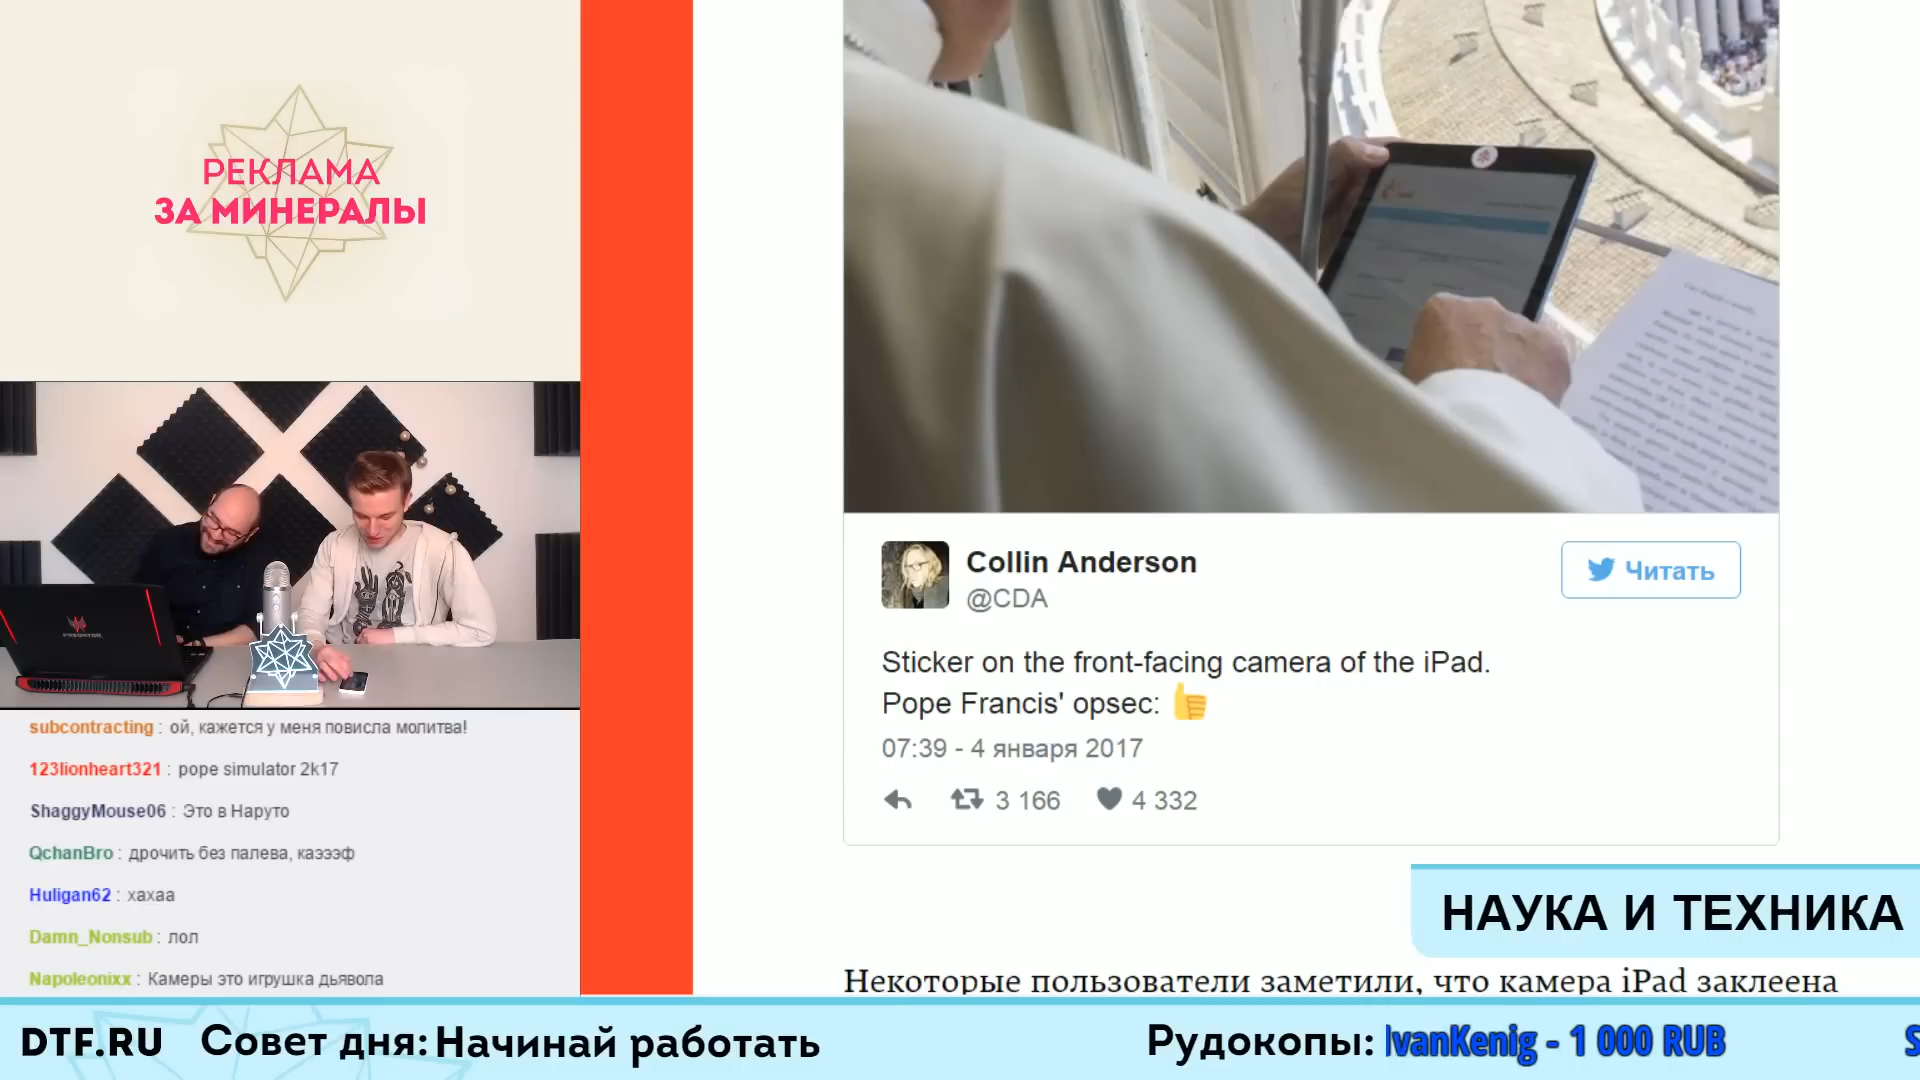 РЕКЛАМА
ЗА МИНЕРАЛЫ
PREDATOR
subcontracting : ой, кажется у меня повисла молитва!
123lionheart321 : pope simulator 2k17
ShaggyMouse06 : Это в Наруто
QchanBro : дрочить без палева, каэээф
Huligan62 : хахаа
Damn_Nonsub : лол
Napoleonixx : Камеры это игрушка дьявола
Collin Anderson
@CDA
Читать
Sticker on the front-facing camera of the iPad.
Pope Francis' opsec: 👍
07:39 - 4 января 2017
3 166 4 332
НАУКА И ТЕХНИКА
Некоторые пользователи заметили, что камера iPad заклеена
DTF.RU Совет дня: Начинай работать Рудокопы: IvanKenig - 1 000 RUB S